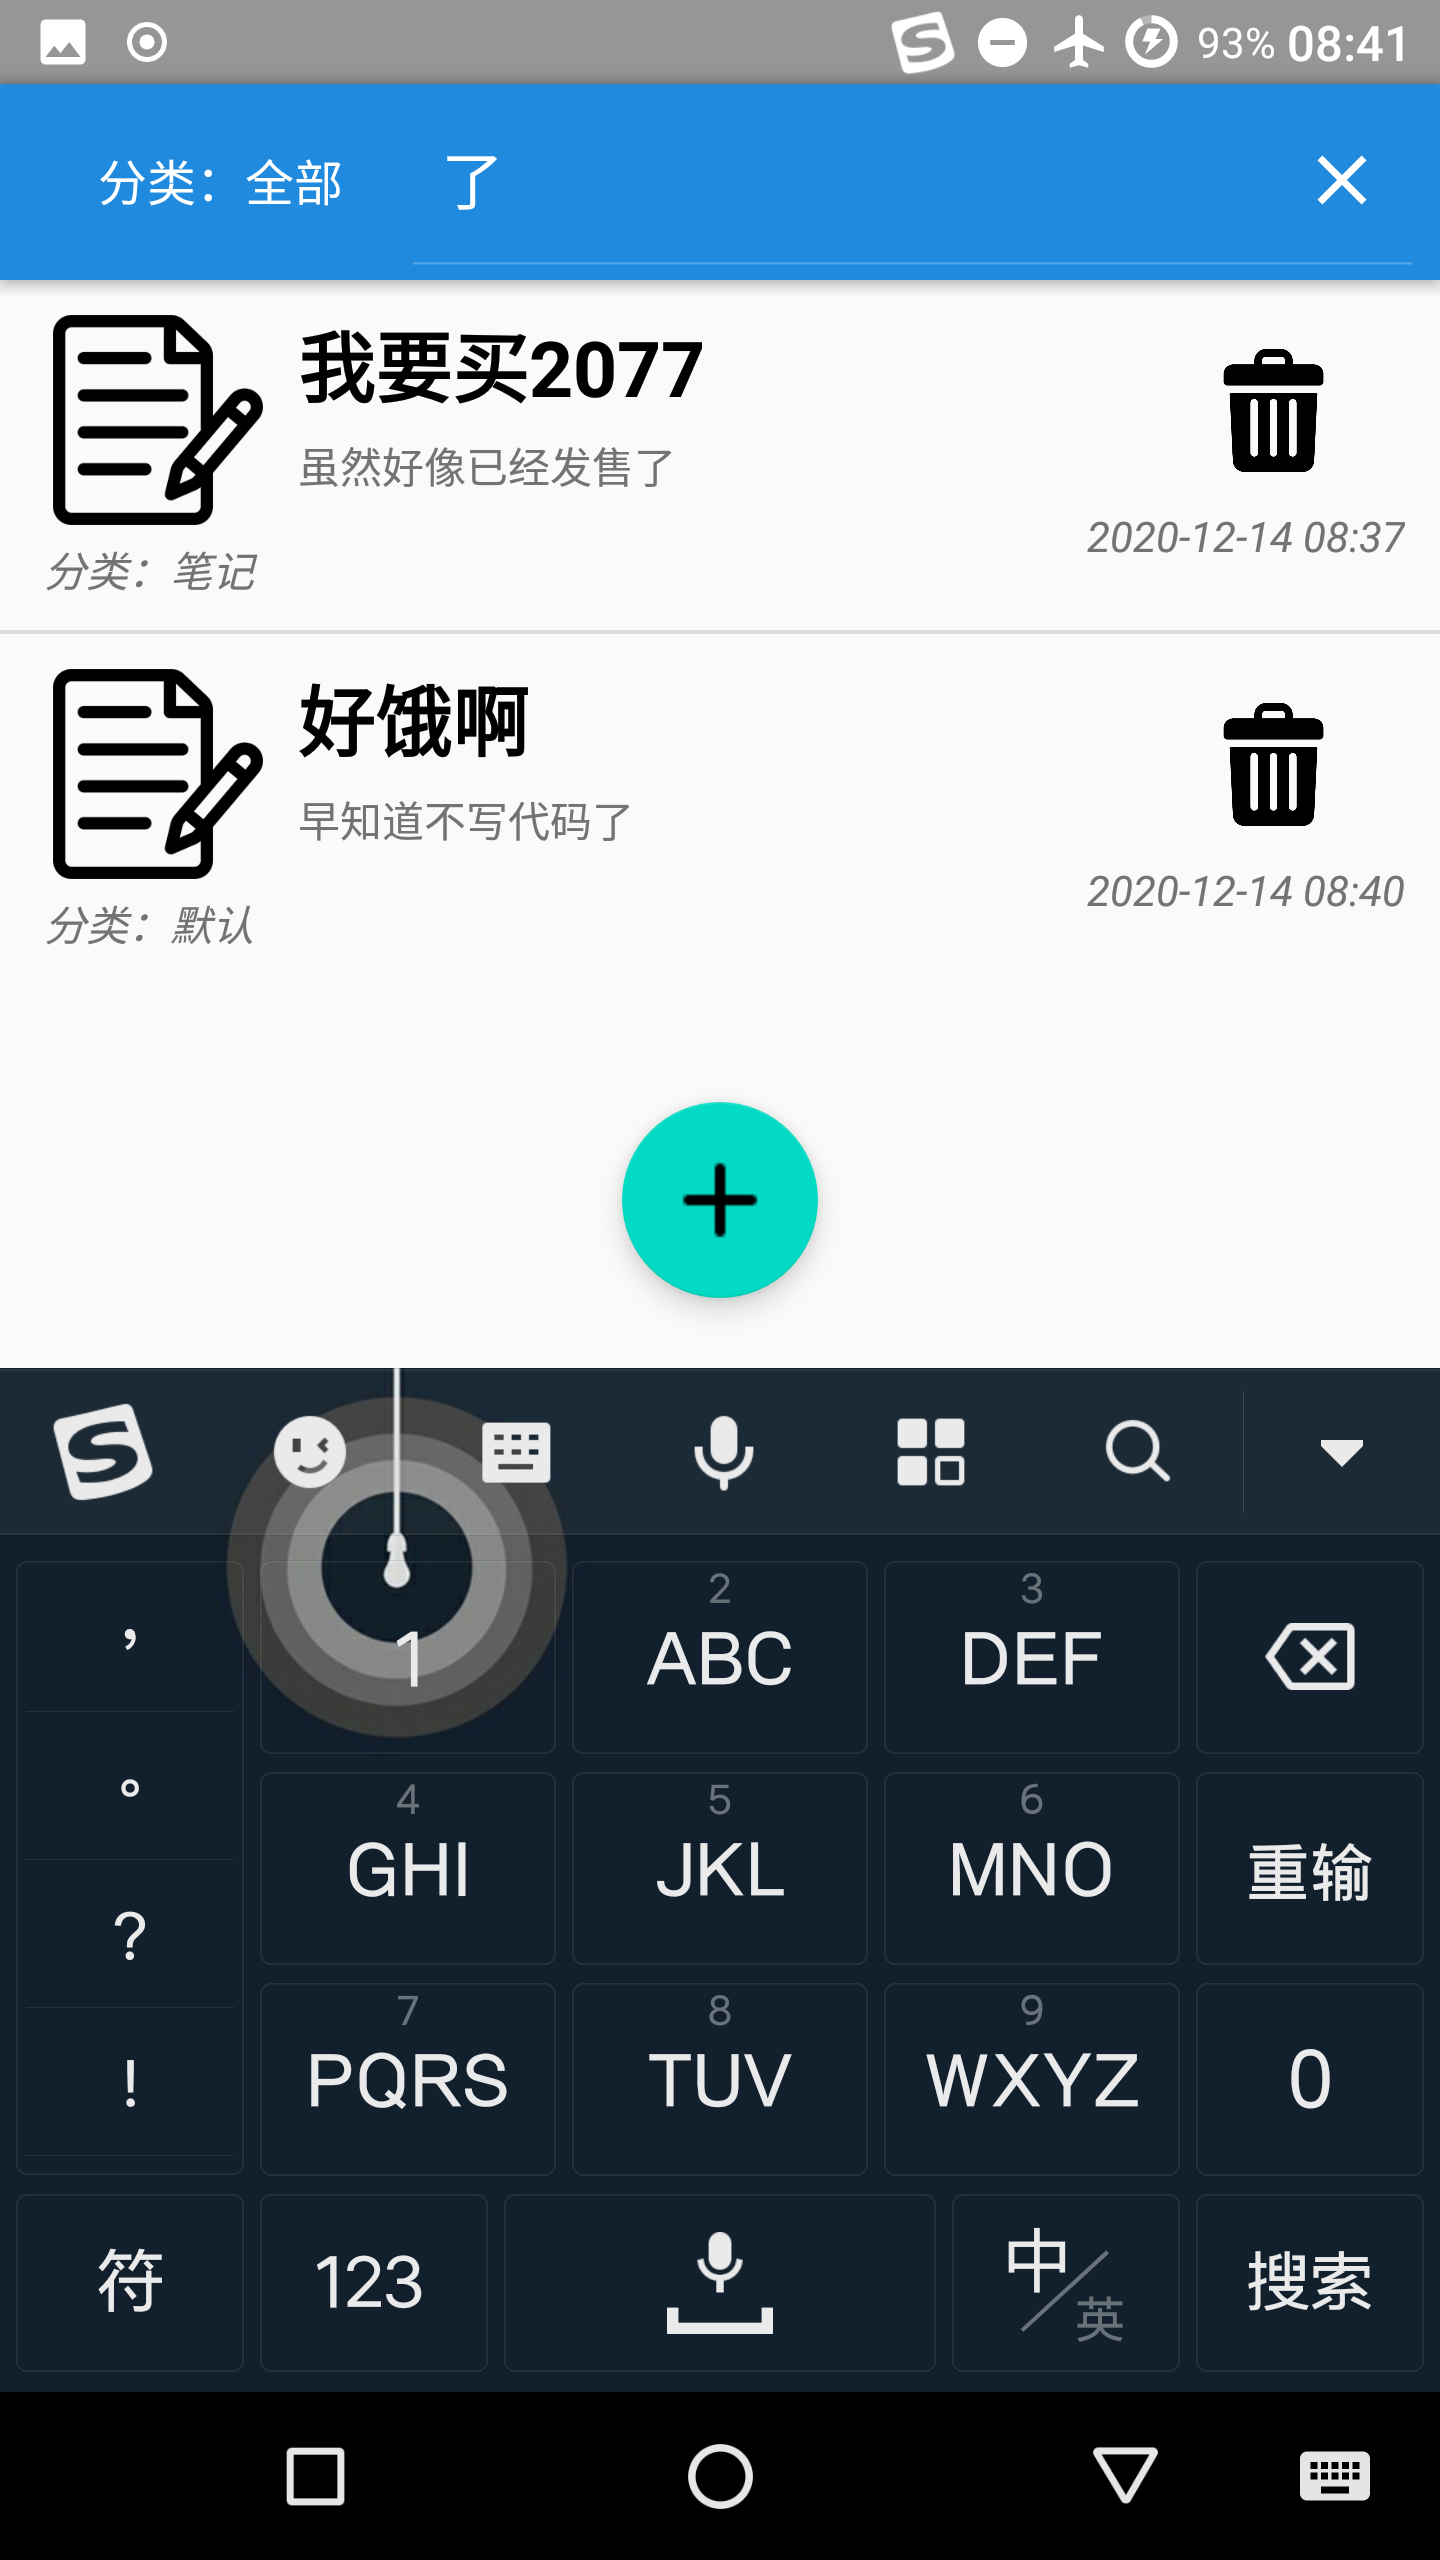 93% 08:41
分类：全部 了
我要买2077
虽然好像已经发售了
2020-12-14 08:37
分类：笔记
好饿啊
早知道不写代码了
2020-12-14 08:40
分类：默认
，
。
?
!
1
2
ABC
3
DEF
4
GHI
5
JKL
6
MNO
重输
7
PQRS
8
TUV
9
WXYZ
0
符
123
中/英
搜索